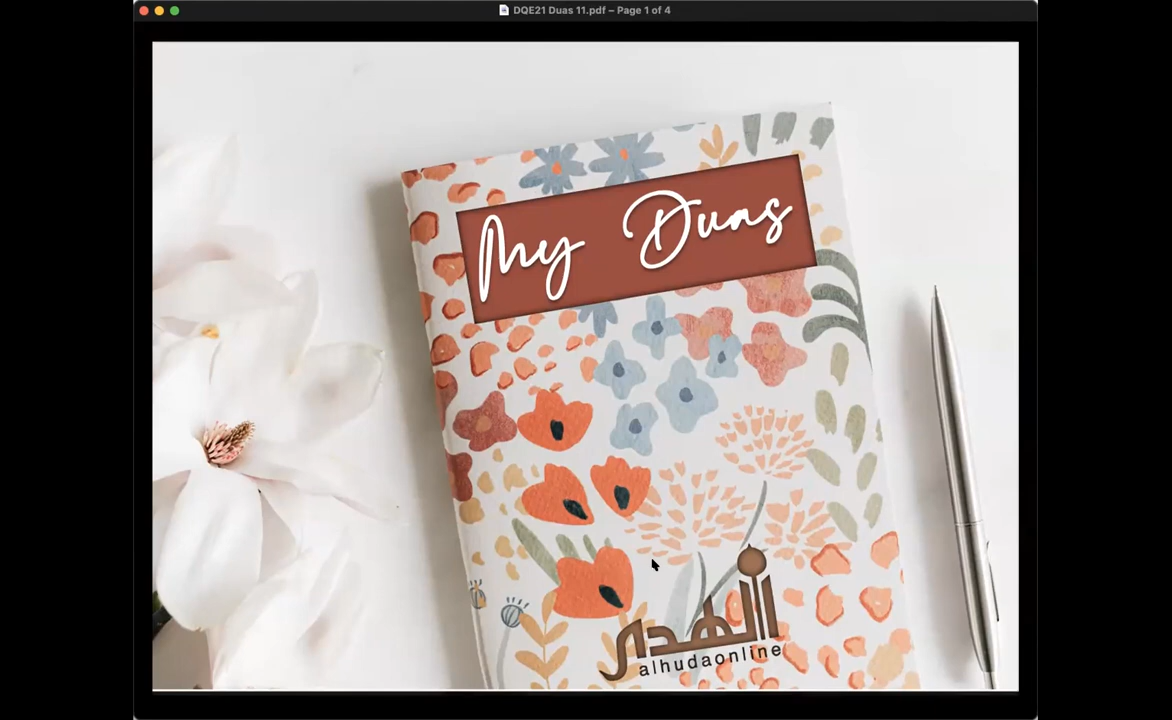 DQE21 Duas 11.pdf – Page 1 of 4
My Duas
الهدى
alhudaonline